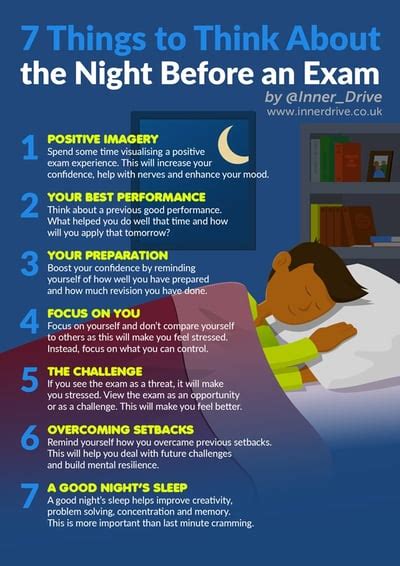 7 Things to Think About
the Night Before an Exam
by @Inner_Drive
www.innerdrive.co.uk
1 POSITIVE IMAGERY
Spend some time visualising a positive
exam experience. This will increase your
confidence, help with nerves and enhance your mood.
2 YOUR BEST PERFORMANCE
Think about a previous good performance.
What helped you do well that time and how
will you apply that tomorrow?
3 YOUR PREPARATION
Boost your confidence by reminding
yourself of how well you have prepared
and how much revision you have done.
4 FOCUS ON YOU
Focus on yourself and don't compare yourself
to others as this will make you feel stressed.
Instead, focus on what you can control.
5 THE CHALLENGE
If you see the exam as a threat, it will make
you stressed. View the exam as an opportunity
or as a challenge. This will make you feel better.
6 OVERCOMING SETBACKS
Remind yourself how you overcame previous setbacks.
This will help you deal with future challenges
and build mental resilience.
7 A GOOD NIGHT'S SLEEP
A good night's sleep helps improve creativity,
problem solving, concentration and memory.
This is more important than last minute cramming.